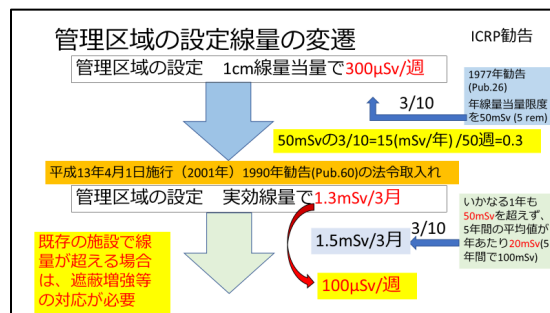 管理区域の設定線量の変遷
ICRP勧告
管理区域の設定 1cm線量当量で300μSv/週
3/10
1977年勧告
(Pub.26)
年線量当量限度
を50mSv (5 rem)
50mSvの3/10=15(mSv/年) /50週=0.3
平成13年4月1日施行（2001年）1990年勧告(Pub.60)の法令取入れ
管理区域の設定 実効線量で1.3mSv/3月
いかなる1年も
50mSvを超えず、
5年間の平均値が
年あたり20mSv(5
年間で100mSv)
3/10
1.5mSv/3月
既存の施設で線
量が超える場合
は、遮蔽増強等
の対応が必要
100μSv/週